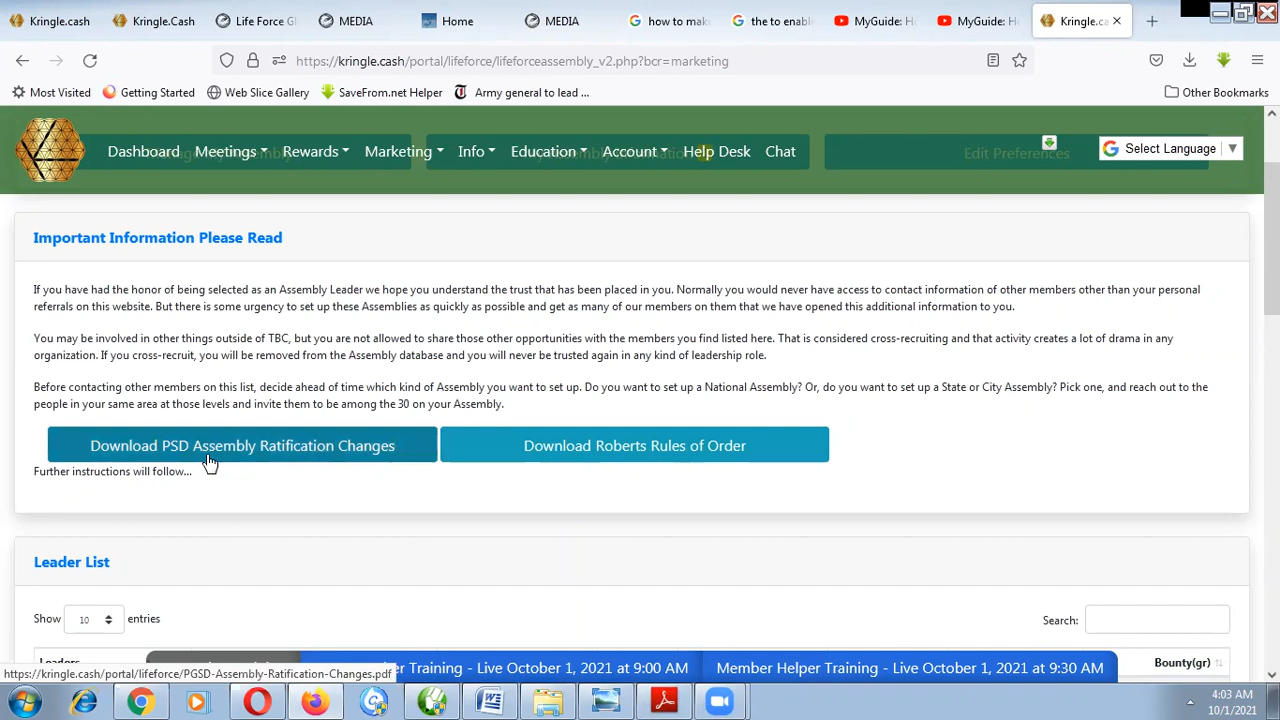 Kringle.cash
Kringle.Cash
Life Force Gl
MEDIA
Home
MEDIA
how to mak
the to enabl
MyGuide: Ho
MyGuide: Ho
Kringle.ca
https://kringle.cash/portal/lifeforce/lifeforceassembly_v2.php?bcr=marketing
Most Visited
Getting Started
Web Slice Gallery
SaveFrom.net Helper
Army general to lead ...
Other Bookmarks
Dashboard
Meetings
Rewards
Marketing
Info
Education
Account
Help Desk
Chat
Edit Preferences
Select Language
Important Information Please Read
If you have had the honor of being selected as an Assembly Leader we hope you understand the trust that has been placed in you. Normally you would never have access to contact information of other members other than your personal
referrals on this website. But there is some urgency to set up these Assemblies as quickly as possible and get as many of our members on them that we have opened this additional information to you.
You may be involved in other things outside of TBC, but you are not allowed to share those other opportunities with the members you find listed here. That is considered cross-recruiting and that activity creates a lot of drama in any
organization. If you cross-recruit, you will be removed from the Assembly database and you will never be trusted again in any kind of leadership role.
Before contacting other members on this list, decide ahead of time which kind of Assembly you want to set up. Do you want to set up a National Assembly? Or, do you want to set up a State or City Assembly? Pick one, and reach out to the
people in your same area at those levels and invite them to be among the 30 on your Assembly.
Download PSD Assembly Ratification Changes
Download Roberts Rules of Order
Further instructions will follow...
Leader List
Show 10 entries
Search:
Leaders
Bounty(gr)
er Training - Live October 1, 2021 at 9:00 AM
Member Helper Training - Live October 1, 2021 at 9:30 AM
https://kringle.cash/portal/lifeforce/PGSD-Assembly-Ratification-Changes.pdf
4:03 AM
10/1/2021